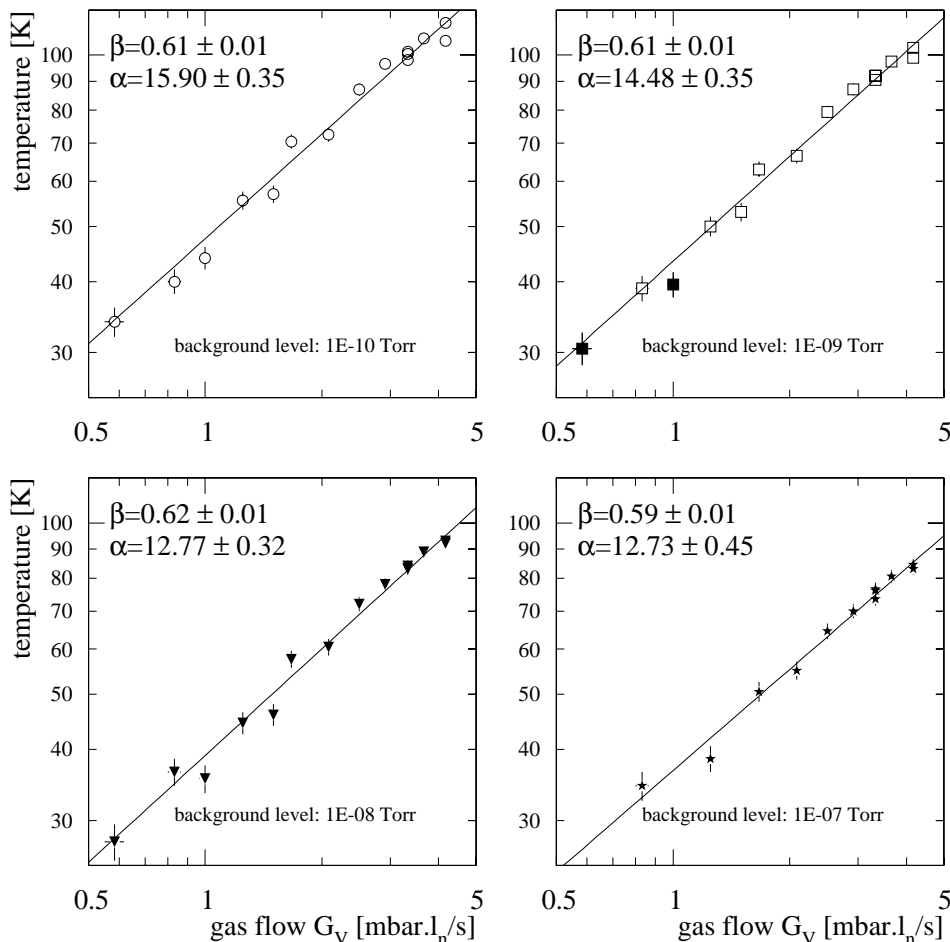 temperature [K]
100
90
80
70
60
50
40
30
β=0.61 ± 0.01
α=15.90 ± 0.35
background level: 1E-10 Torr
0.5
1
5
100
90
80
70
60
50
40
30
β=0.61 ± 0.01
α=14.48 ± 0.35
background level: 1E-09 Torr
0.5
1
5
temperature [K]
100
90
80
70
60
50
40
30
β=0.62 ± 0.01
α=12.77 ± 0.32
background level: 1E-08 Torr
0.5
1
5
gas flow G_V [mbar.l_n/s]
100
90
80
70
60
50
40
30
β=0.59 ± 0.01
α=12.73 ± 0.45
background level: 1E-07 Torr
0.5
1
5
gas flow G_V [mbar.l_n/s]